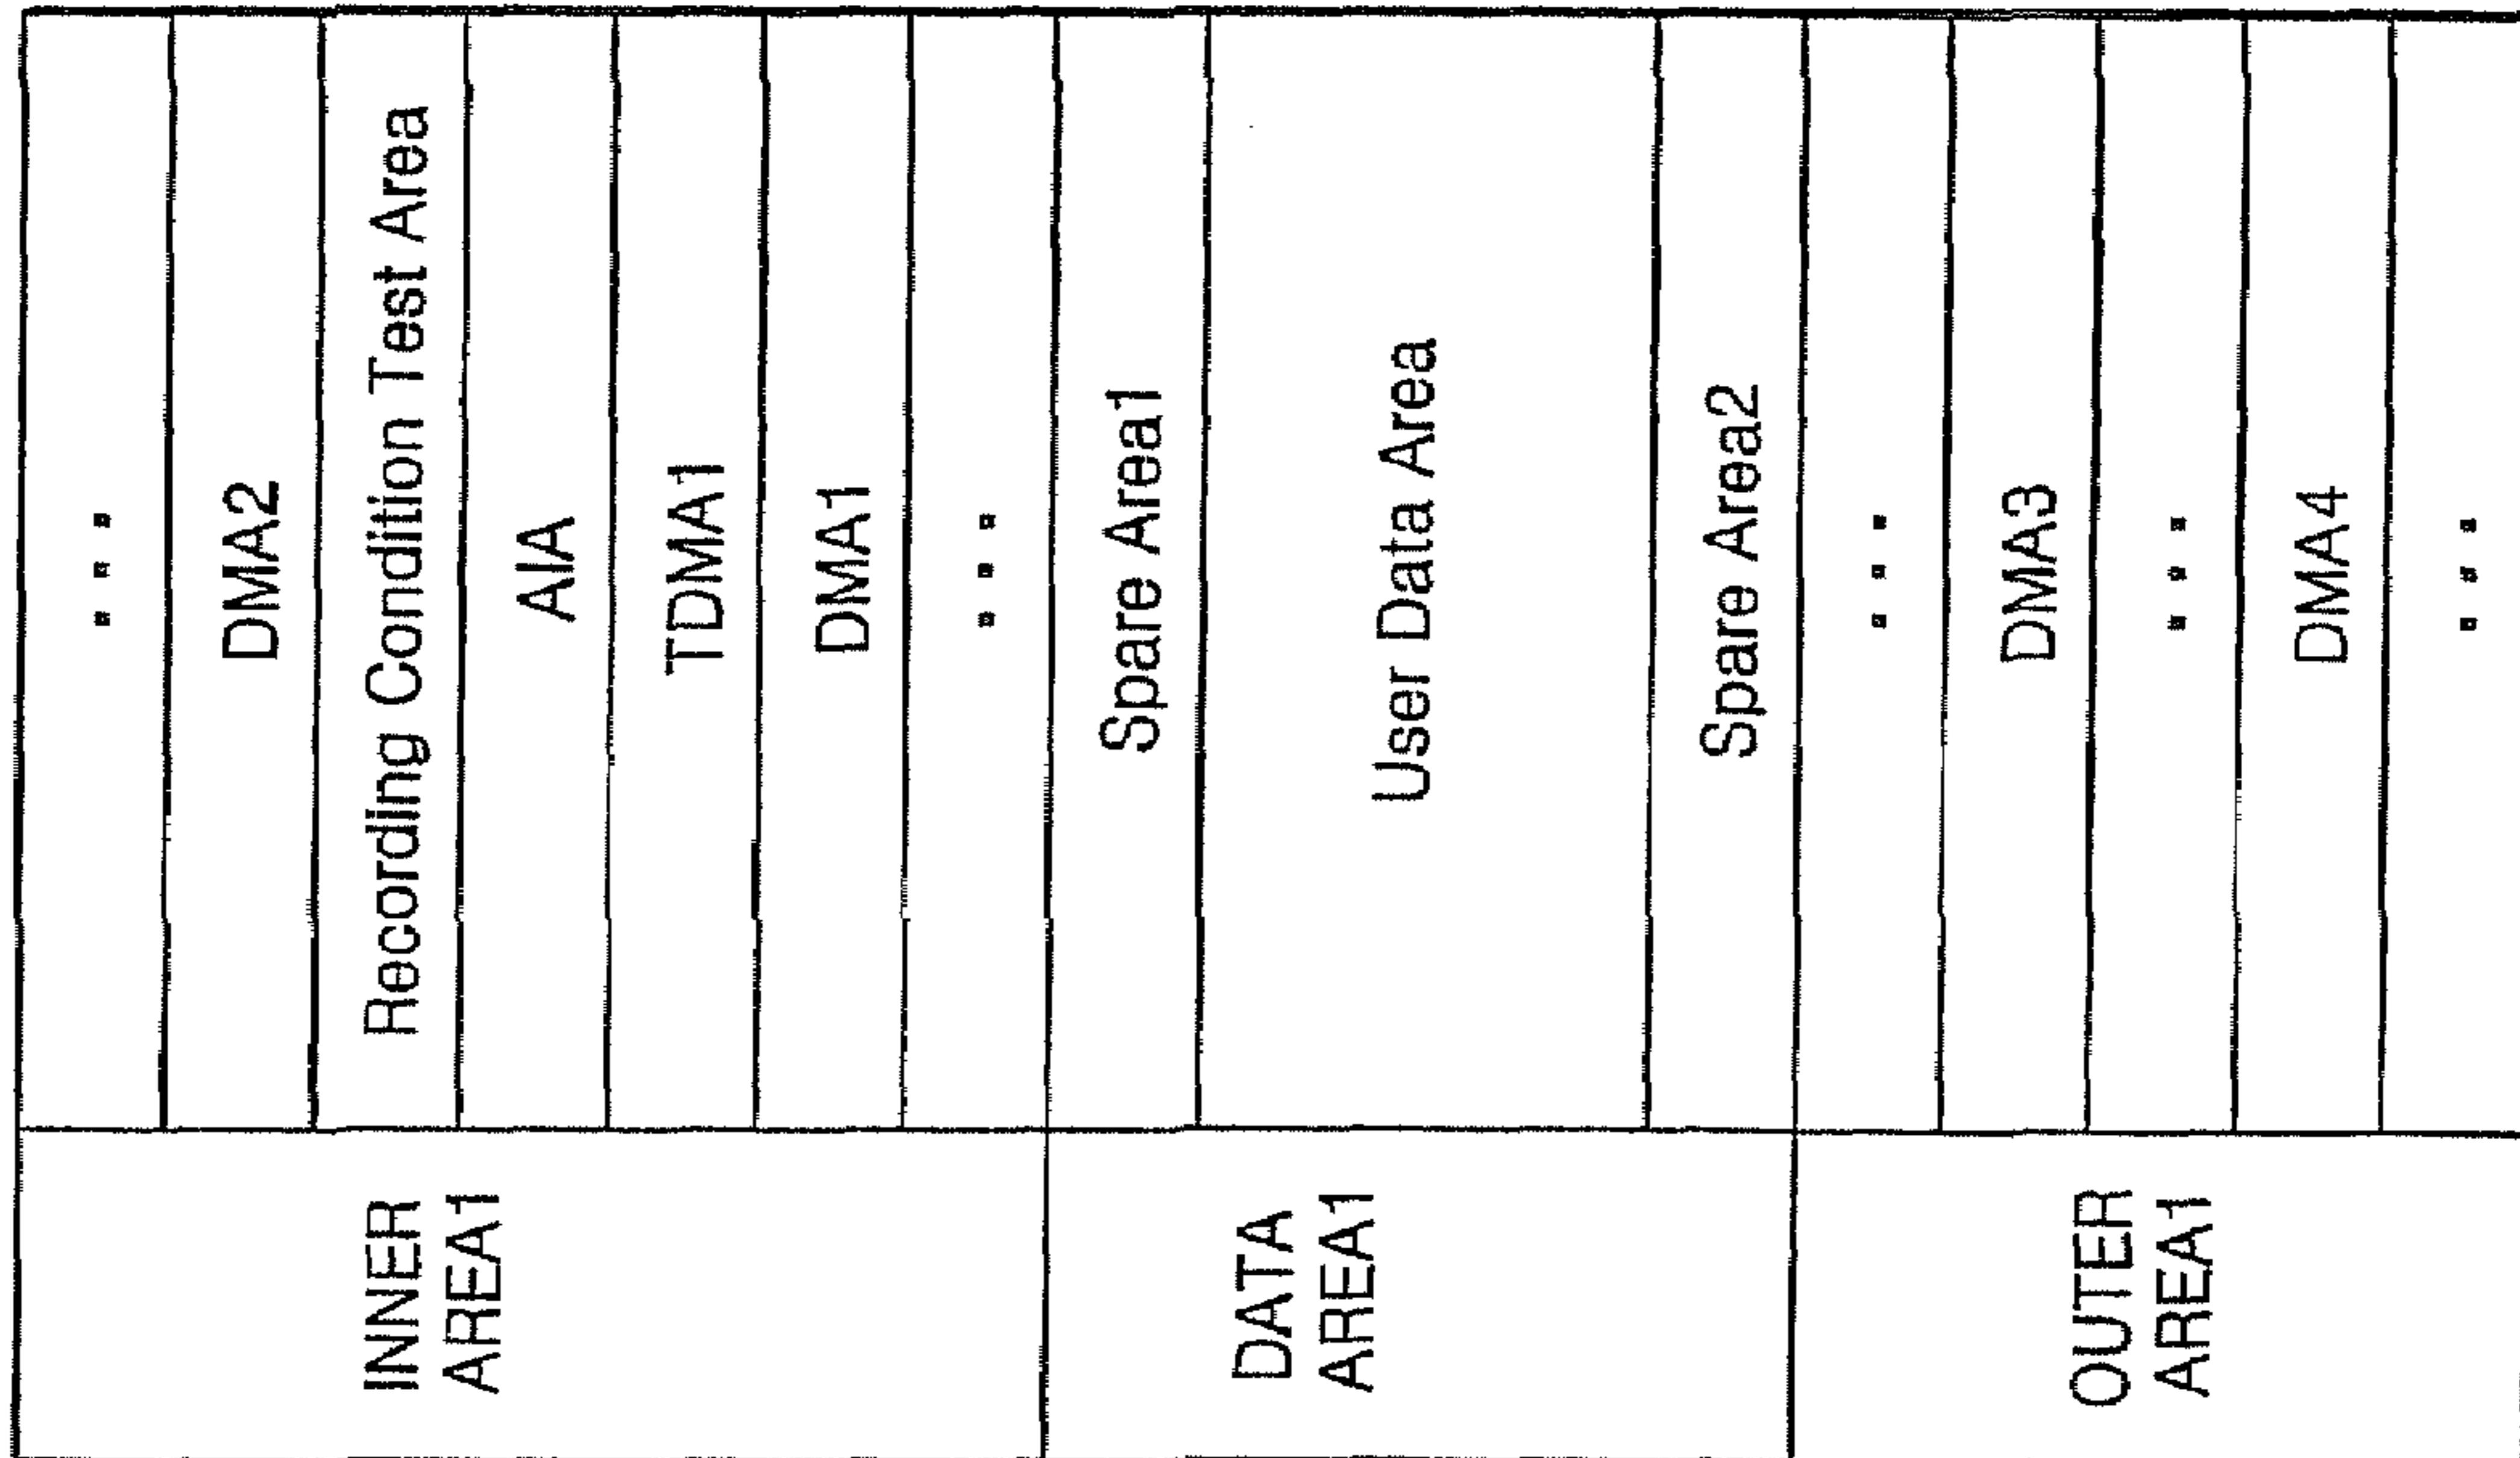 INNER
AREA1
. . .
DMA2
Recording Condition Test Area
AIA
TDMA1
DMA1
. . .
DATA
AREA1
Spare Area1
User Data Area
Spare Area2
OUTER
AREA1
. . .
DMA3
. . .
DMA4
. . .